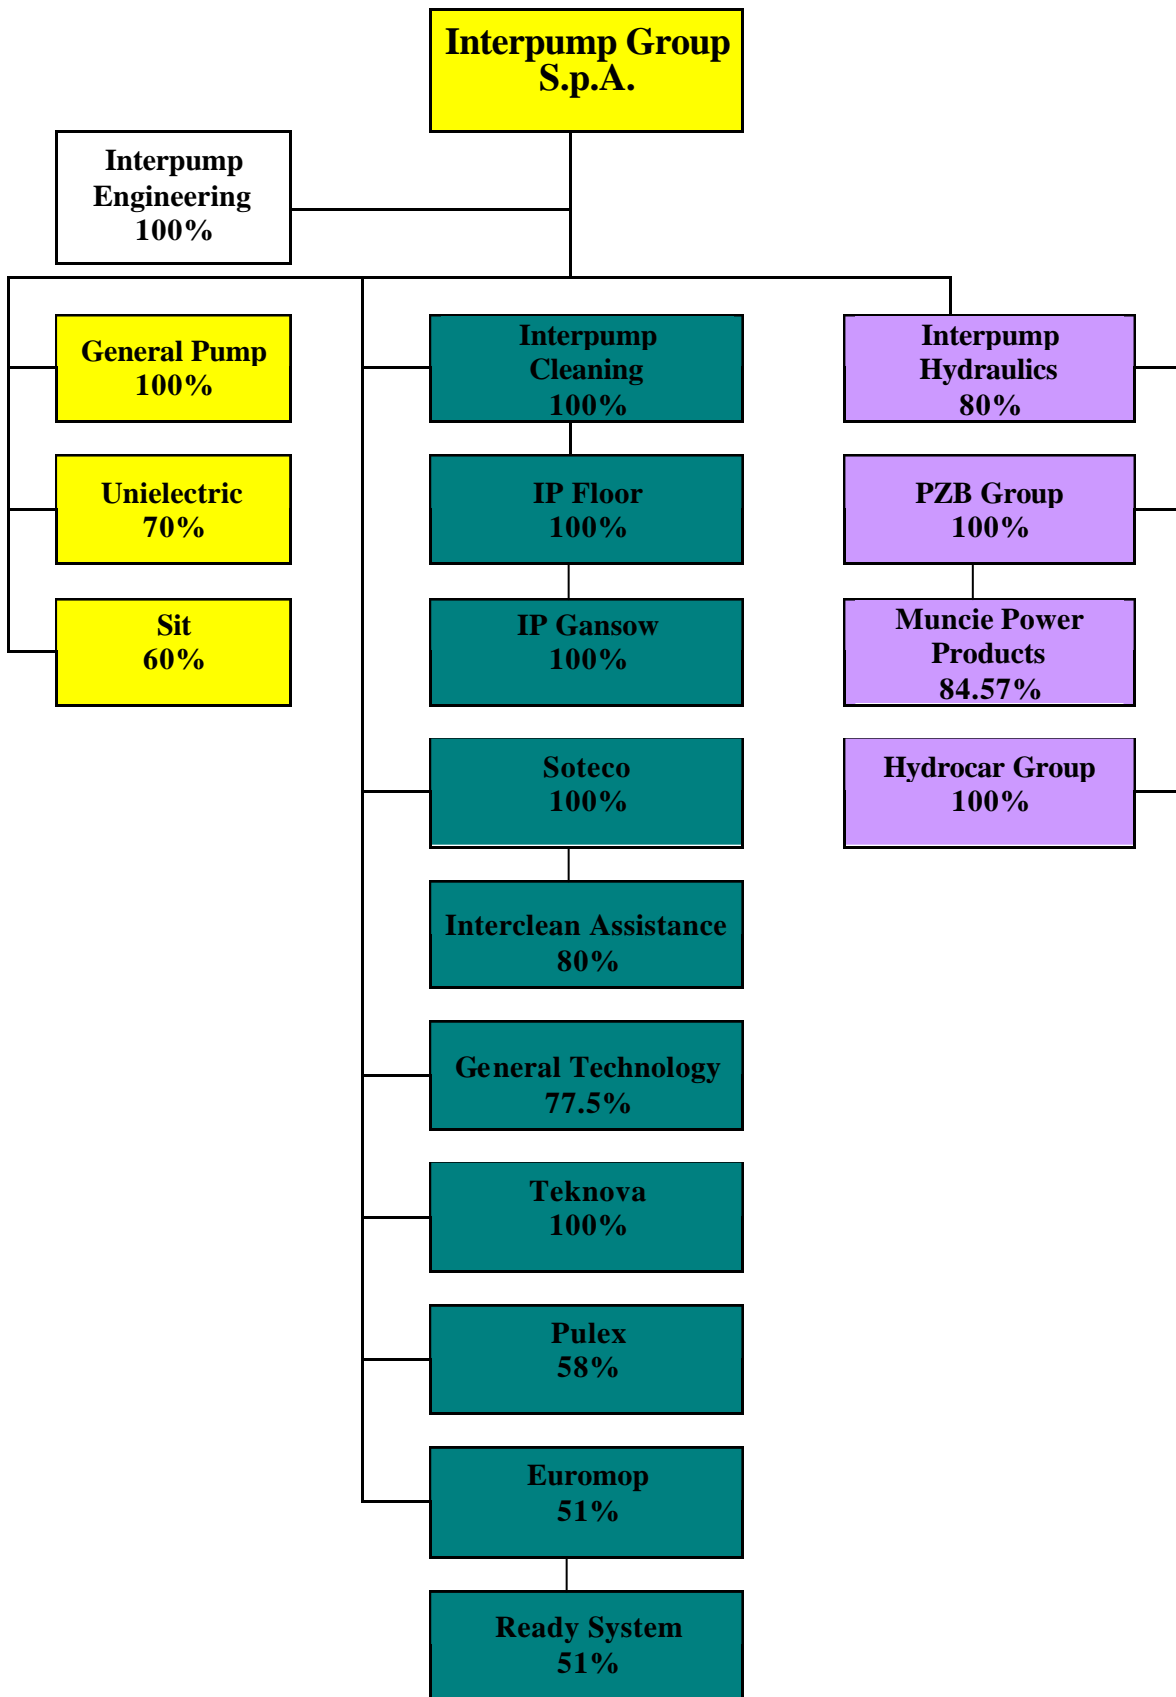 Interpump Group
S.p.A.
Interpump
Engineering
100%
General Pump
100%
Interpump
Cleaning
100%
Interpump
Hydraulics
80%
Unielectric
70%
IP Floor
100%
PZB Group
100%
Sit
60%
IP Gansow
100%
Muncie Power
Products
84.57%
Soteco
100%
Hydrocar Group
100%
Interclean Assistance
80%
General Technology
77.5%
Teknova
100%
Pulex
58%
Euromop
51%
Ready System
51%